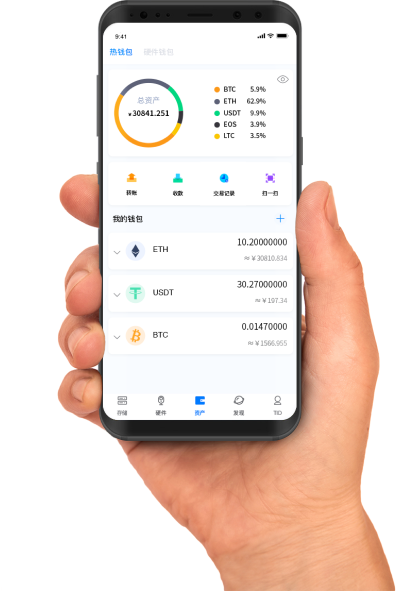 9:41
热钱包 硬件钱包
总资产
¥30841.251
BTC 5.9%
ETH 62.9%
USDT 9.9%
EOS 3.9%
LTC 3.5%
转账 收款 交易记录 扫一扫
我的钱包
ETH 10.20000000
≈ ¥30810.834
USDT 30.27000000
≈ ¥197.34
BTC 0.01470000
≈ ¥1566.955
存储 硬件 资产 发现 TIO